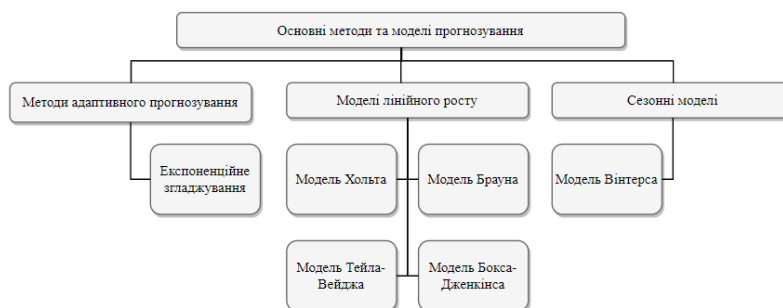 Основні методи та моделі прогнозування
Методи адаптивного прогнозування
Моделі лінійного росту
Сезонні моделі
Експоненційне
згладжування
Модель Хольта
Модель Брауна
Модель Вінтерса
Модель Тейла-
Вейджа
Модель Бокса-
Дженкінса